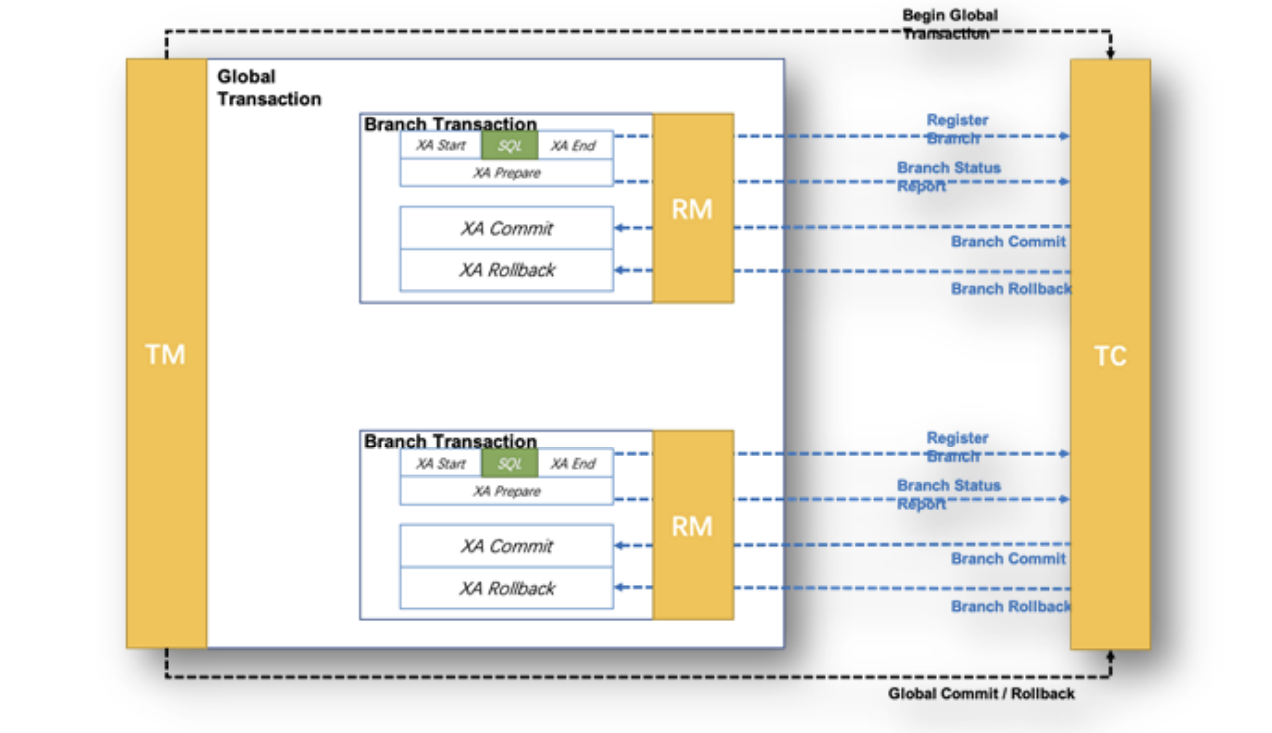 Begin Global
Transaction
Global
Transaction
Branch Transaction
XA Start SQL XA End
XA Prepare
XA Commit
XA Rollback
RM
Register
Branch
Branch Status
Report
Branch Commit
Branch Rollback
TM
TC
Branch Transaction
XA Start SQL XA End
XA Prepare
XA Commit
XA Rollback
RM
Register
Branch
Branch Status
Report
Branch Commit
Branch Rollback
Global Commit / Rollback